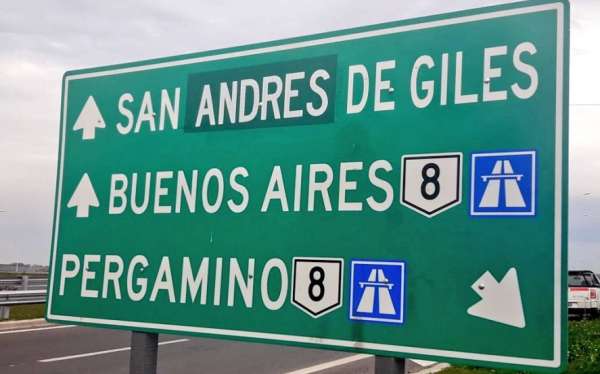 SAN ANDRES DE GILES
BUENOS AIRES 8
PERGAMINO 8